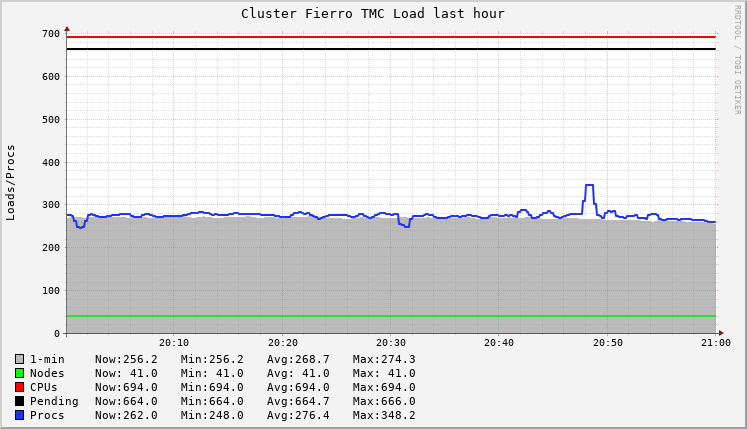 Cluster Fierro TMC Load last hour
RRDTOOL / TOBI OETIKER
Loads/Procs
700
600
500
400
300
200
100
0
20:10 20:20 20:30 20:40 20:50 21:00
1-min Now:256.2 Min:256.2 Avg:268.7 Max:274.3
Nodes Now: 41.0 Min: 41.0 Avg: 41.0 Max: 41.0
CPUs Now:694.0 Min:694.0 Avg:694.0 Max:694.0
Pending Now:664.0 Min:664.0 Avg:664.7 Max:666.0
Procs Now:262.0 Min:248.0 Avg:276.4 Max:348.2